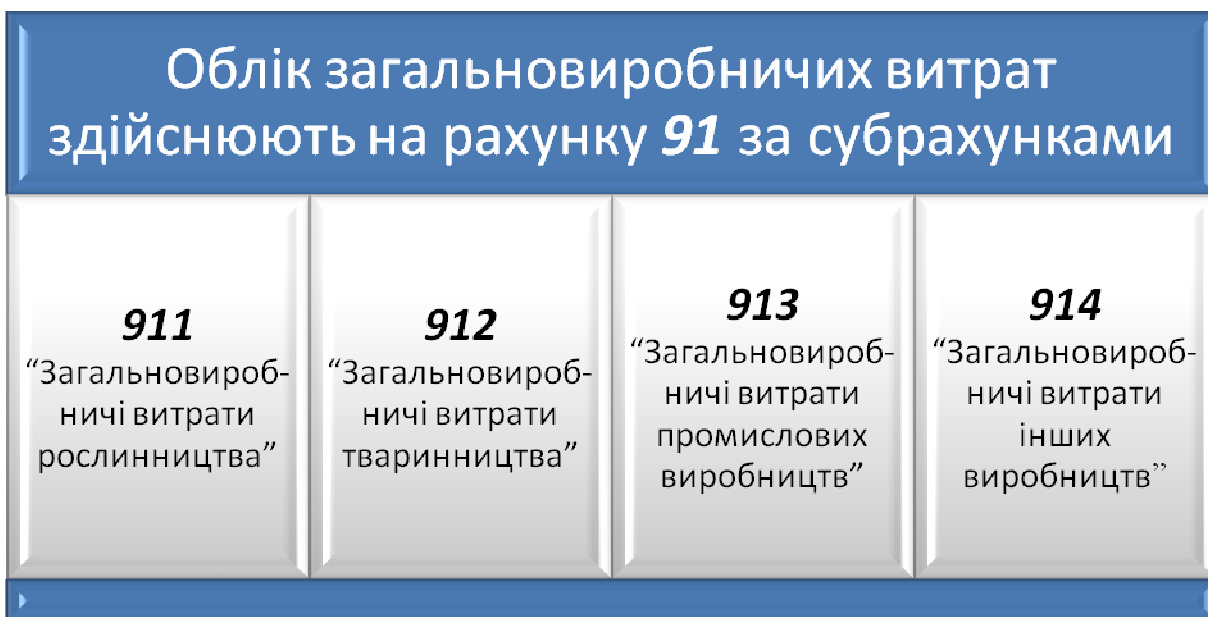 Облік загальновиробничих витрат
здійснюють на рахунку 91 за субрахунками
911
“Загальновироб-
ничі витрати
рослинництва”
912
“Загальновироб-
ничі витрати
тваринництва”
913
“Загальновироб-
ничі витрати
промислових
виробництв”
914
“Загальновироб-
ничі витрати
інших
виробництв”